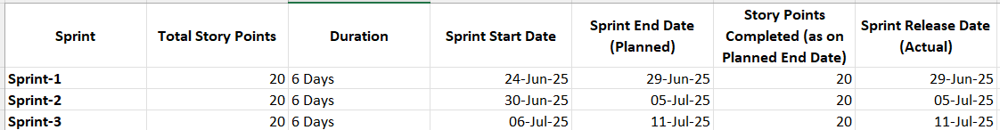 Sprint Total Story Points Duration Sprint Start Date Sprint End Date (Planned) Story Points Completed (as on Planned End Date) Sprint Release Date (Actual)
Sprint-1 20 6 Days 24-Jun-25 29-Jun-25 20 29-Jun-25
Sprint-2 20 6 Days 30-Jun-25 05-Jul-25 20 05-Jul-25
Sprint-3 20 6 Days 06-Jul-25 11-Jul-25 20 11-Jul-25